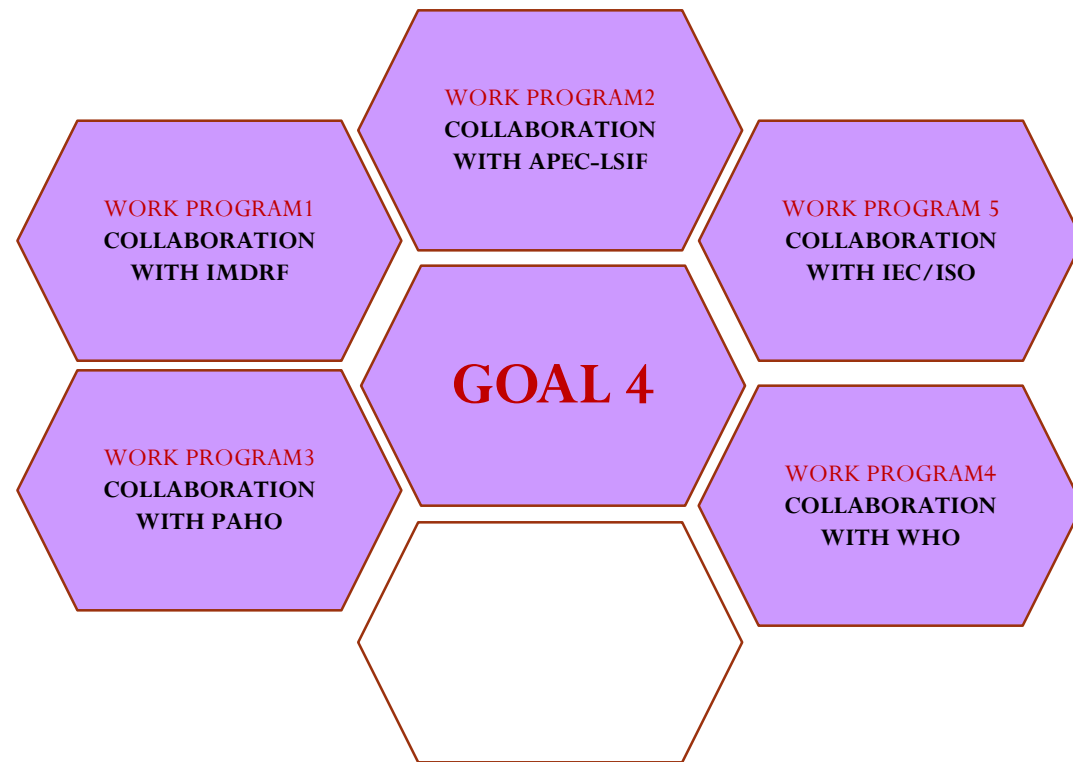 WORK PROGRAM2
COLLABORATION
WITH APEC-LSIF
WORK PROGRAM1
COLLABORATION
WITH IMDRF
WORK PROGRAM 5
COLLABORATION
WITH IEC/ISO
GOAL 4
WORK PROGRAM3
COLLABORATION
WITH PAHO
WORK PROGRAM4
COLLABORATION
WITH WHO